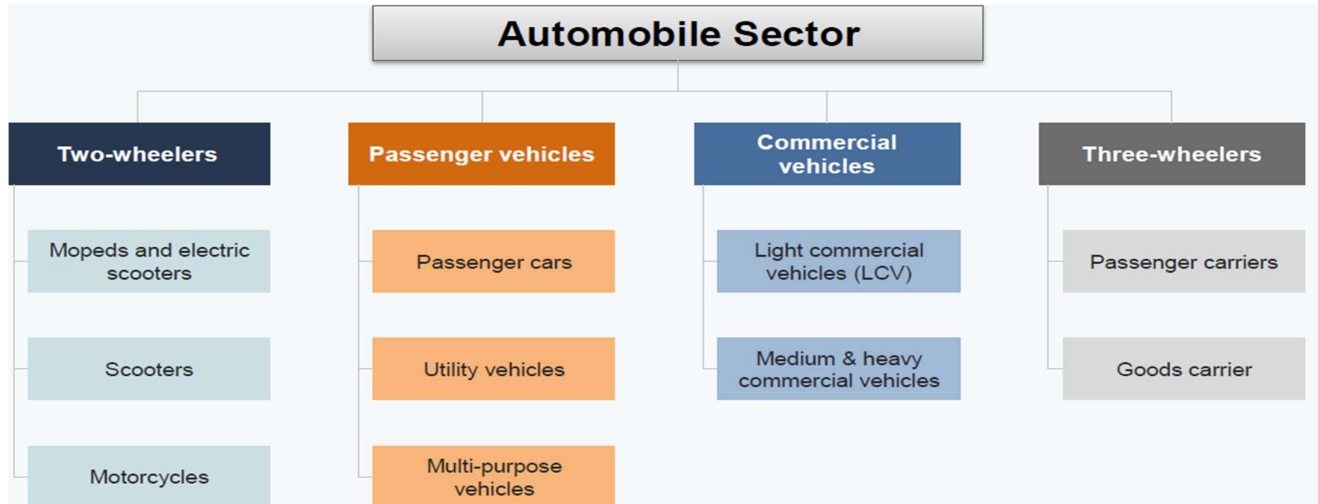 Automobile Sector
Two-wheelers
Mopeds and electric
scooters
Scooters
Motorcycles
Passenger vehicles
Passenger cars
Utility vehicles
Multi-purpose
vehicles
Commercial
vehicles
Light commercial
vehicles (LCV)
Medium & heavy
commercial vehicles
Three-wheelers
Passenger carriers
Goods carrier